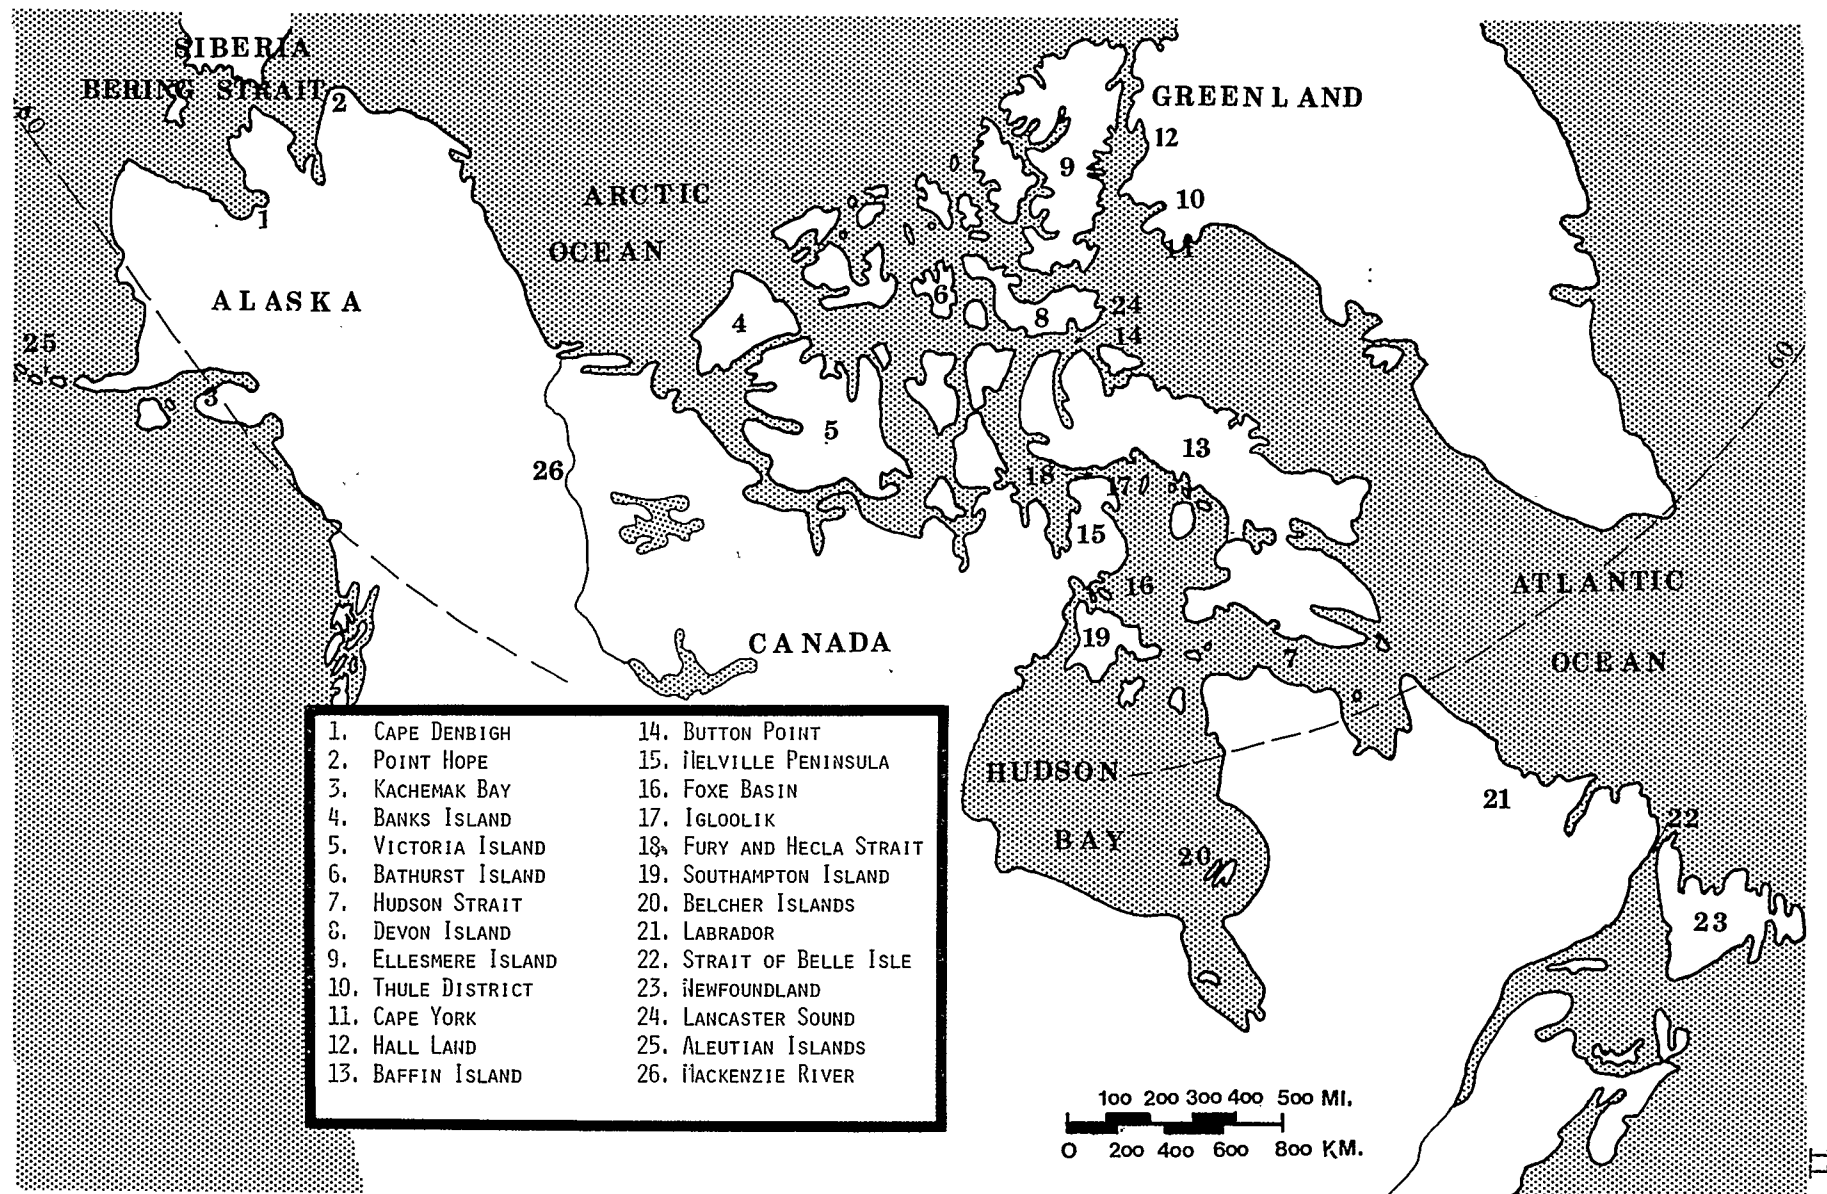 SIBERIA
BERING STRAIT
2
60
GREENLAND
12
9
ARCTIC
OCEAN
10
1
11
ALASKA
6
24
8
4
14
25
60
3
5
13
26
18
17
15
16
ATLANTIC
OCEAN
CANADA
19
7
HUDSON
BAY
21
22
20
23
1. CAPE DENBIGH
2. POINT HOPE
3. KACHEMAK BAY
4. BANKS ISLAND
5. VICTORIA ISLAND
6. BATHURST ISLAND
7. HUDSON STRAIT
8. DEVON ISLAND
9. ELLESMERE ISLAND
10. THULE DISTRICT
11. CAPE YORK
12. HALL LAND
13. BAFFIN ISLAND
14. BUTTON POINT
15. MELVILLE PENINSULA
16. FOXE BASIN
17. IGLOOLIK
18. FURY AND HECLA STRAIT
19. SOUTHAMPTON ISLAND
20. BELCHER ISLANDS
21. LABRADOR
22. STRAIT OF BELLE ISLE
23. NEWFOUNDLAND
24. LANCASTER SOUND
25. ALEUTIAN ISLANDS
26. MACKENZIE RIVER
100 200 300 400 500 MI.
0 200 400 600 800 KM.
11